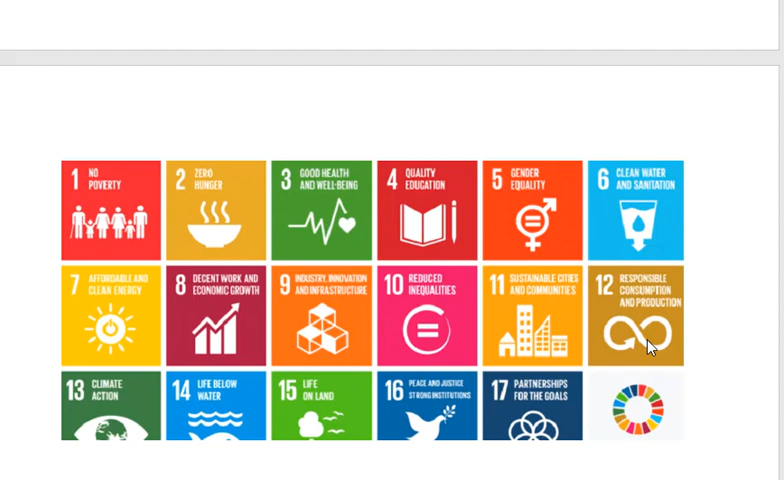 1 NO
POVERTY
2 ZERO
HUNGER
3 GOOD HEALTH
AND WELL-BEING
4 QUALITY
EDUCATION
5 GENDER
EQUALITY
6 CLEAN WATER
AND SANITATION
7 AFFORDABLE AND
CLEAN ENERGY
8 DECENT WORK AND
ECONOMIC GROWTH
9 INDUSTRY, INNOVATION
AND INFRASTRUCTURE
10 REDUCED
INEQUALITIES
11 SUSTAINABLE CITIES
AND COMMUNITIES
12 RESPONSIBLE
CONSUMPTION
AND PRODUCTION
13 CLIMATE
ACTION
14 LIFE BELOW
WATER
15 LIFE
ON LAND
16 PEACE AND JUSTICE
STRONG INSTITUTIONS
17 PARTNERSHIPS
FOR THE GOALS